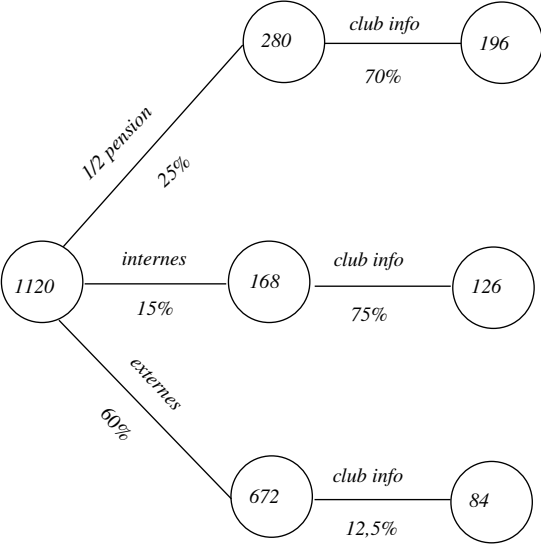 280
club info
70%
196
1/2 pension
25%
1120
internes
15%
168
club info
75%
126
externes
60%
672
club info
12,5%
84